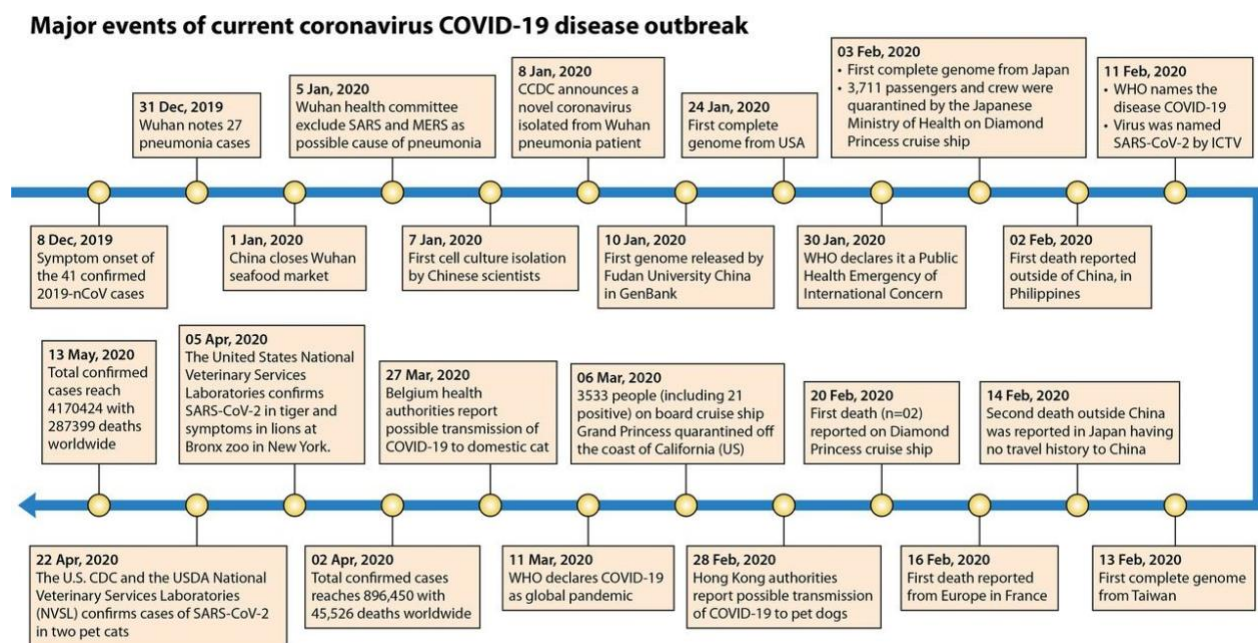 Major events of current coronavirus COVID-19 disease outbreak
31 Dec, 2019
Wuhan notes 27
pneumonia cases
5 Jan, 2020
Wuhan health committee
exclude SARS and MERS as
possible cause of pneumonia
8 Jan, 2020
CCDC announces a
novel coronavirus
isolated from Wuhan
pneumonia patient
24 Jan, 2020
First complete
genome from USA
03 Feb, 2020
• First complete genome from Japan
• 3,711 passengers and crew were
quarantined by the Japanese
Ministry of Health on Diamond
Princess cruise ship
11 Feb, 2020
• WHO names the
disease COVID-19
• Virus was named
SARS-CoV-2 by ICTV
8 Dec, 2019
Symptom onset of
the 41 confirmed
2019-nCoV cases
1 Jan, 2020
China closes Wuhan
seafood market
7 Jan, 2020
First cell culture isolation
by Chinese scientists
10 Jan, 2020
First genome released by
Fudan University China
in GenBank
30 Jan, 2020
WHO declares it a Public
Health Emergency of
International Concern
02 Feb, 2020
First death reported
outside of China, in
Philippines
13 May, 2020
Total confirmed
cases reach
4170424 with
287399 deaths
worldwide
05 Apr, 2020
The United States National
Veterinary Services
Laboratories confirms
SARS-CoV-2 in tiger and
symptoms in lions at
Bronx zoo in New York.
27 Mar, 2020
Belgium health
authorities report
possible transmission of
COVID-19 to domestic cat
06 Mar, 2020
3533 people (including 21
positive) on board cruise ship
Grand Princess quarantined off
the coast of California (US)
20 Feb, 2020
First death (n=02)
reported on Diamond
Princess cruise ship
14 Feb, 2020
Second death outside China
was reported in Japan having
no travel history to China
22 Apr, 2020
The U.S. CDC and the USDA National
Veterinary Services Laboratories
(NVSL) confirms cases of SARS-CoV-2
in two pet cats
02 Apr, 2020
Total confirmed cases
reaches 896,450 with
45,526 deaths worldwide
11 Mar, 2020
WHO declares COVID-19
as global pandemic
28 Feb, 2020
Hong Kong authorities
report possible transmission
of COVID-19 to pet dogs
16 Feb, 2020
First death reported
from Europe in France
13 Feb, 2020
First complete genome
from Taiwan